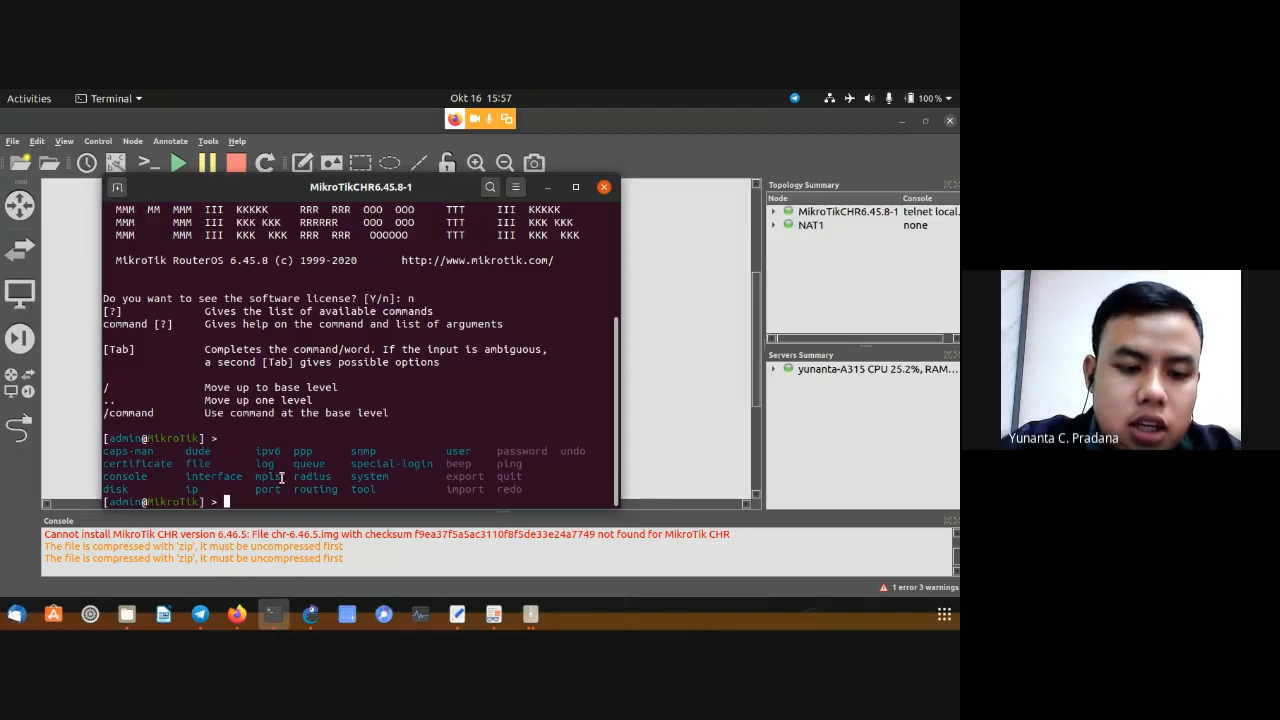 Activities Terminal Okt 16 15:57 100 %
File Edit View Control Node Annotate Tools Help
MikroTikCHR6.45.8-1
MMM MM MMM III KKKKK RRR RRR OOO OOO TTT III KKKKK
MMM MMM III KKK KKK RRRRRR OOO OOO TTT III KKK KKK
MMM MMM III KKK KKK RRR RRR OOOOOO TTT III KKK KKK
MikroTik RouterOS 6.45.8 (c) 1999-2020 http://www.mikrotik.com/
Do you want to see the software license? [Y/n]: n
[?] Gives the list of available commands
command [?] Gives help on the command and list of arguments
[Tab] Completes the command/word. If the input is ambiguous,
a second [Tab] gives possible options
/ Move up to base level
.. Move up one level
/command Use command at the base level
[admin@MikroTik] >
caps-man dude ipv6 ppp snmp user password undo
certificate file log queue special-login beep ping
console interface mpls radius system export quit
disk ip port routing tool import redo
[admin@MikroTik] >
Topology Summary
Node Console
MikroTikCHR6.45.8-1 telnet local...
NAT1 none
Servers Summary
yunanta-A315 CPU 25.2%, RAM...
Console
Cannot install MikroTik CHR version 6.46.5: File chr-6.46.5.img with checksum f9ea37f5a5ac3110f8f5de33e24a7749 not found for MikroTik CHR
The file is compressed with 'zip', it must be uncompressed first
The file is compressed with 'zip', it must be uncompressed first
1 error 3 warnings
Yunanta C. Pradana